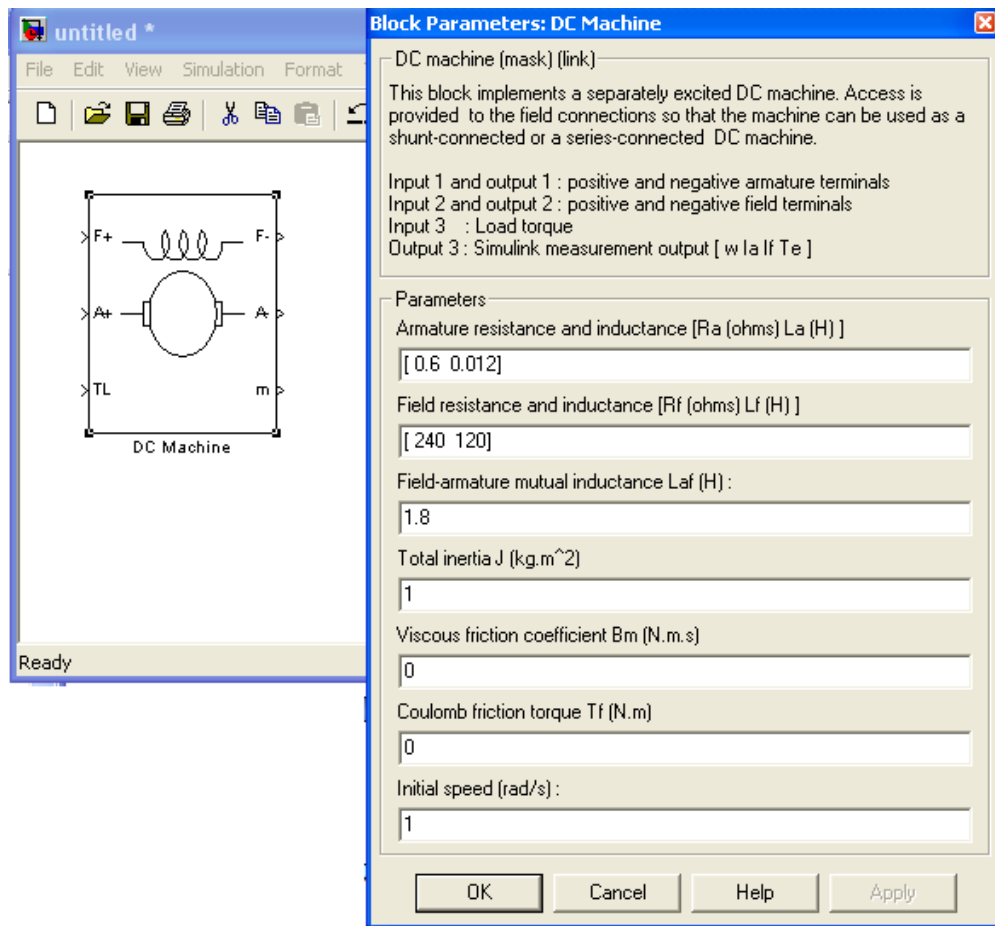 untitled *
File Edit View Simulation Format
F+ F-
A+ A-
TL m
DC Machine
Ready
Block Parameters: DC Machine
DC machine (mask) (link)
This block implements a separately excited DC machine. Access is
provided to the field connections so that the machine can be used as a
shunt-connected or a series-connected DC machine.
Input 1 and output 1 : positive and negative armature terminals
Input 2 and output 2 : positive and negative field terminals
Input 3 : Load torque
Output 3 : Simulink measurement output [ w Ia If Te ]
Parameters
Armature resistance and inductance [Ra (ohms) La (H) ]
[ 0.6 0.012]
Field resistance and inductance [Rf (ohms) Lf (H) ]
[ 240 120]
Field-armature mutual inductance Laf (H) :
1.8
Total inertia J (kg.m^2)
1
Viscous friction coefficient Bm (N.m.s)
0
Coulomb friction torque Tf (N.m)
0
Initial speed (rad/s) :
1
OK Cancel Help Apply